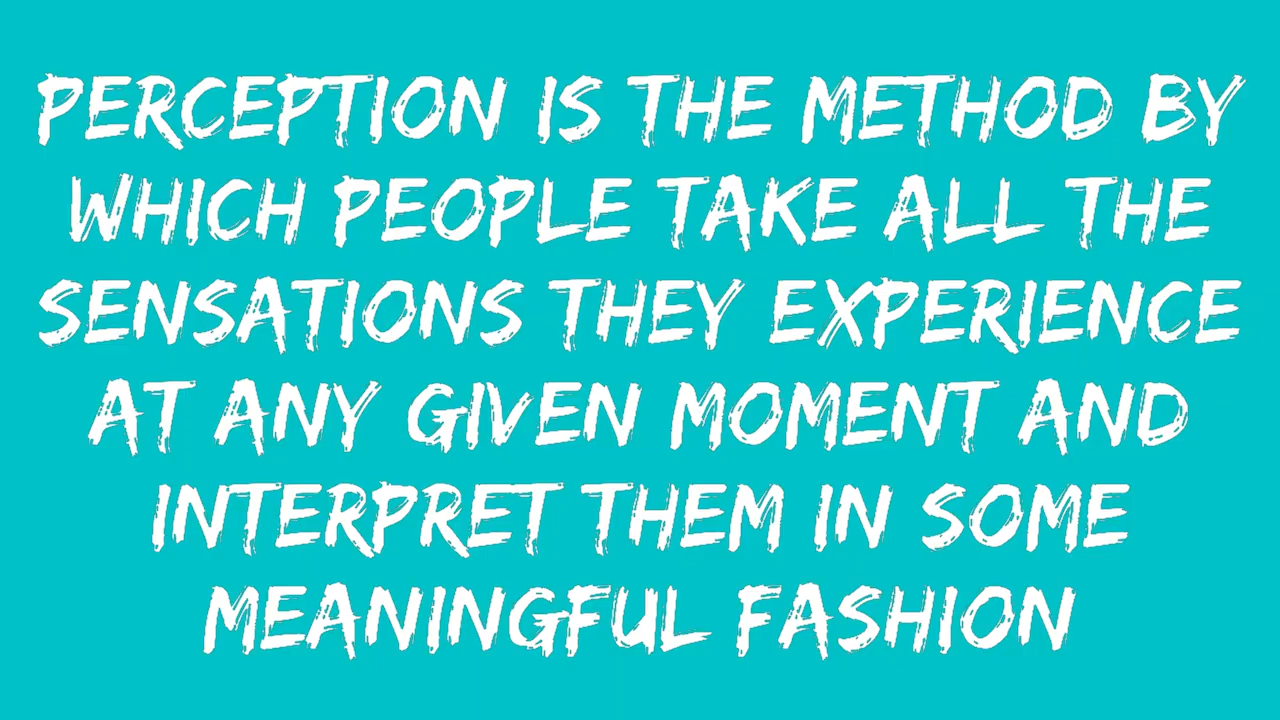 PERCEPTION IS THE METHOD BY
WHICH PEOPLE TAKE ALL THE
SENSATIONS THEY EXPERIENCE
AT ANY GIVEN MOMENT AND
INTERPRET THEM IN SOME
MEANINGFUL FASHION